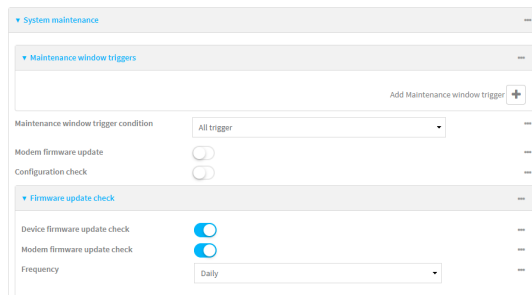 System maintenance
Maintenance window triggers
Add Maintenance window trigger
Maintenance window trigger condition
All trigger
Modem firmware update
Configuration check
Firmware update check
Device firmware update check
Modem firmware update check
Frequency
Daily